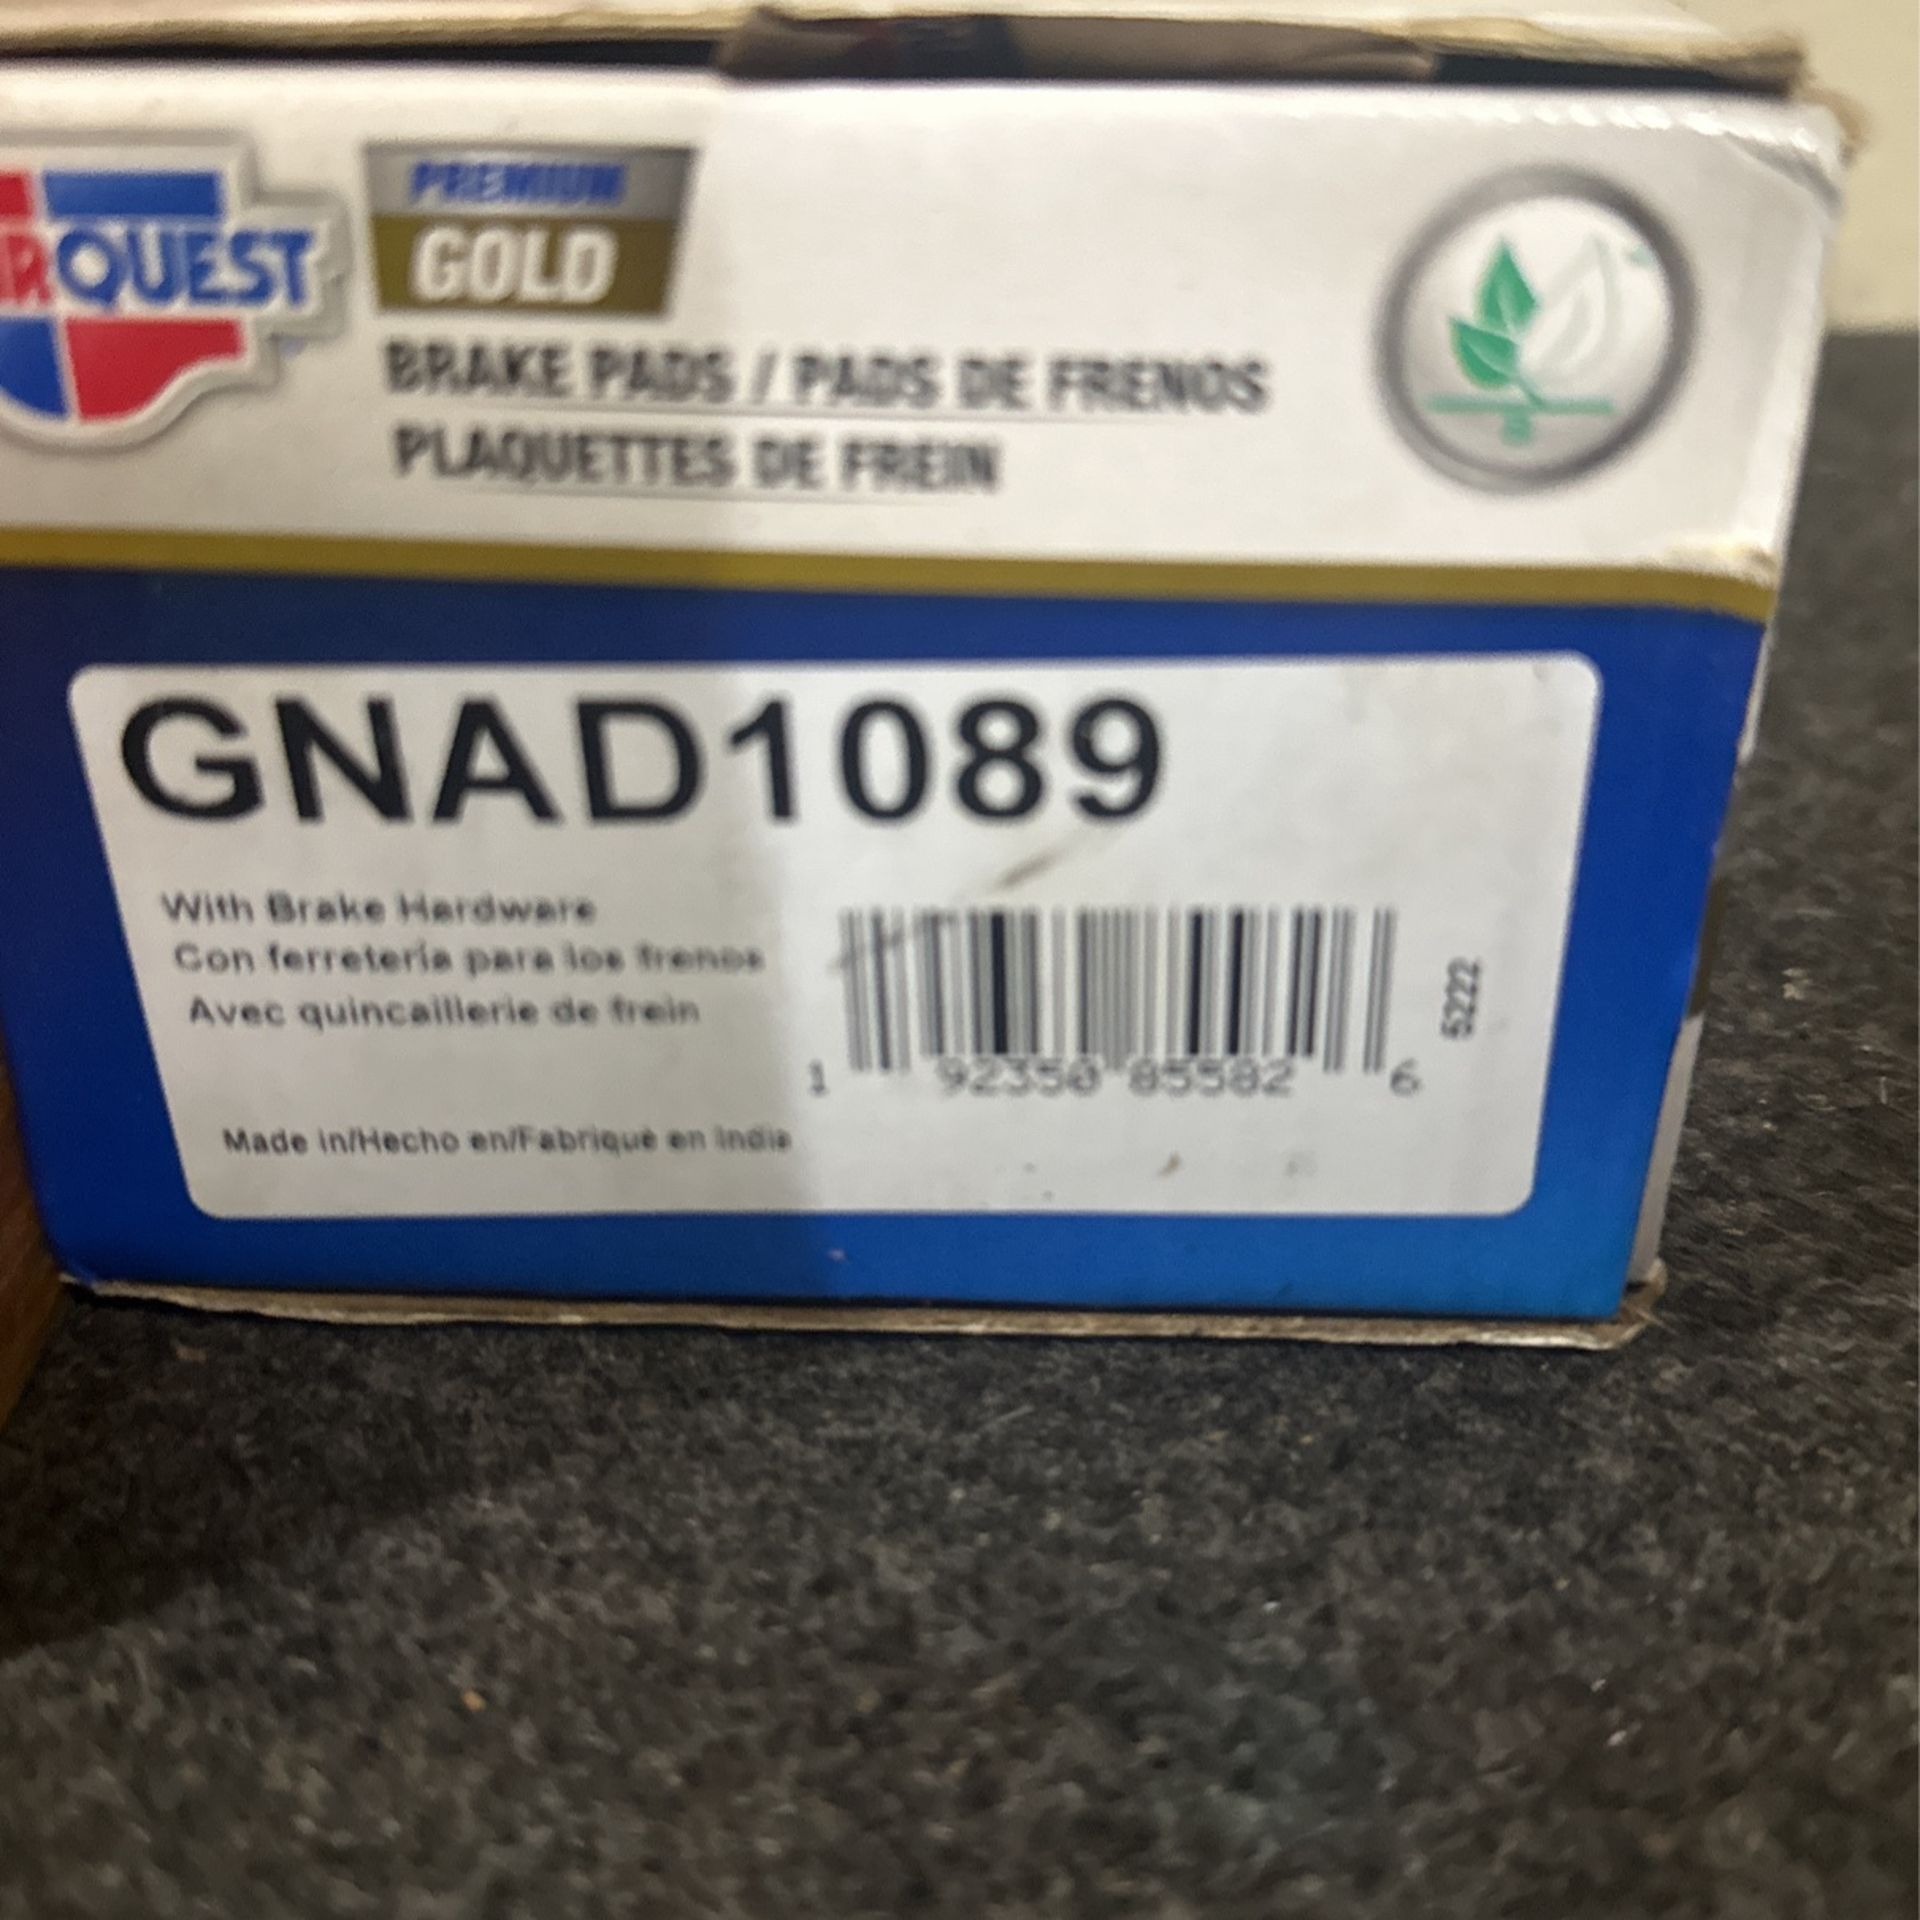 RQUEST
PREMIUM
GOLD
BRAKE PADS / PADS DE FRENOS
PLAQUETTES DE FREIN
GNAD1089
With Brake Hardware
Con ferretería para los frenos
Avec quincaillerie de frein
1 92350 85582 6
5222
Made in/Hecho en/Fabriqué en India